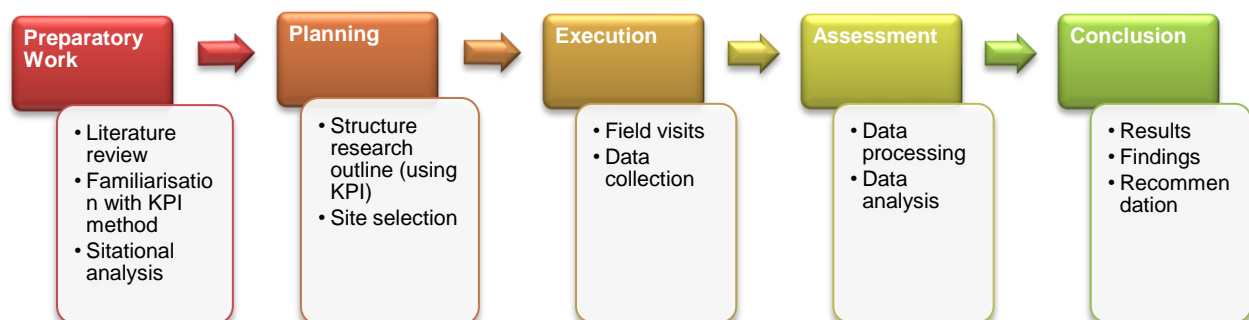 Preparatory
Work
• Literature
review
• Familiarisatio
n with KPI
method
• Sitational
analysis
Planning
• Structure
research
outline (using
KPI)
• Site selection
Execution
• Field visits
• Data
collection
Assessment
• Data
processing
• Data
analysis
Conclusion
• Results
• Findings
• Recommen
dation